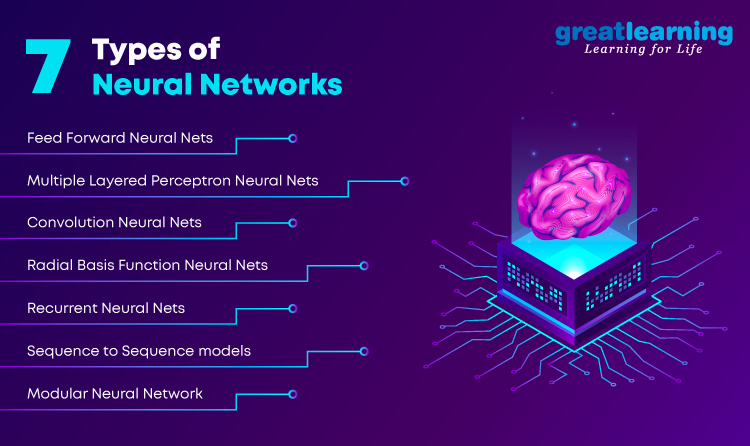 7
Types of
Neural Networks
greatlearning
Learning for Life
Feed Forward Neural Nets
Multiple Layered Perceptron Neural Nets
Convolution Neural Nets
Radial Basis Function Neural Nets
Recurrent Neural Nets
Sequence to Sequence models
Modular Neural Network